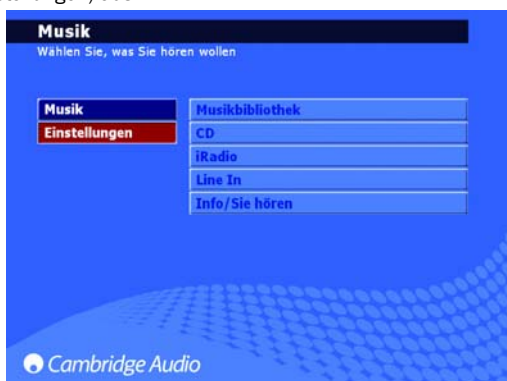 Musik
Wählen Sie, was Sie hören wollen
Musik
Einstellungen
Musikbibliothek
CD
iRadio
Line In
Info/Sie hören
Cambridge Audio